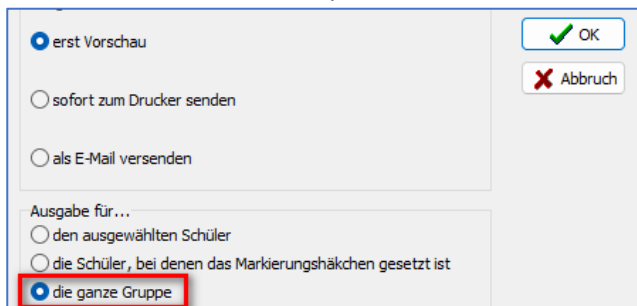 erst Vorschau
OK
Abbruch
sofort zum Drucker senden
als E-Mail versenden
Ausgabe für...
den ausgewählten Schüler
die Schüler, bei denen das Markierungshäkchen gesetzt ist
die ganze Gruppe